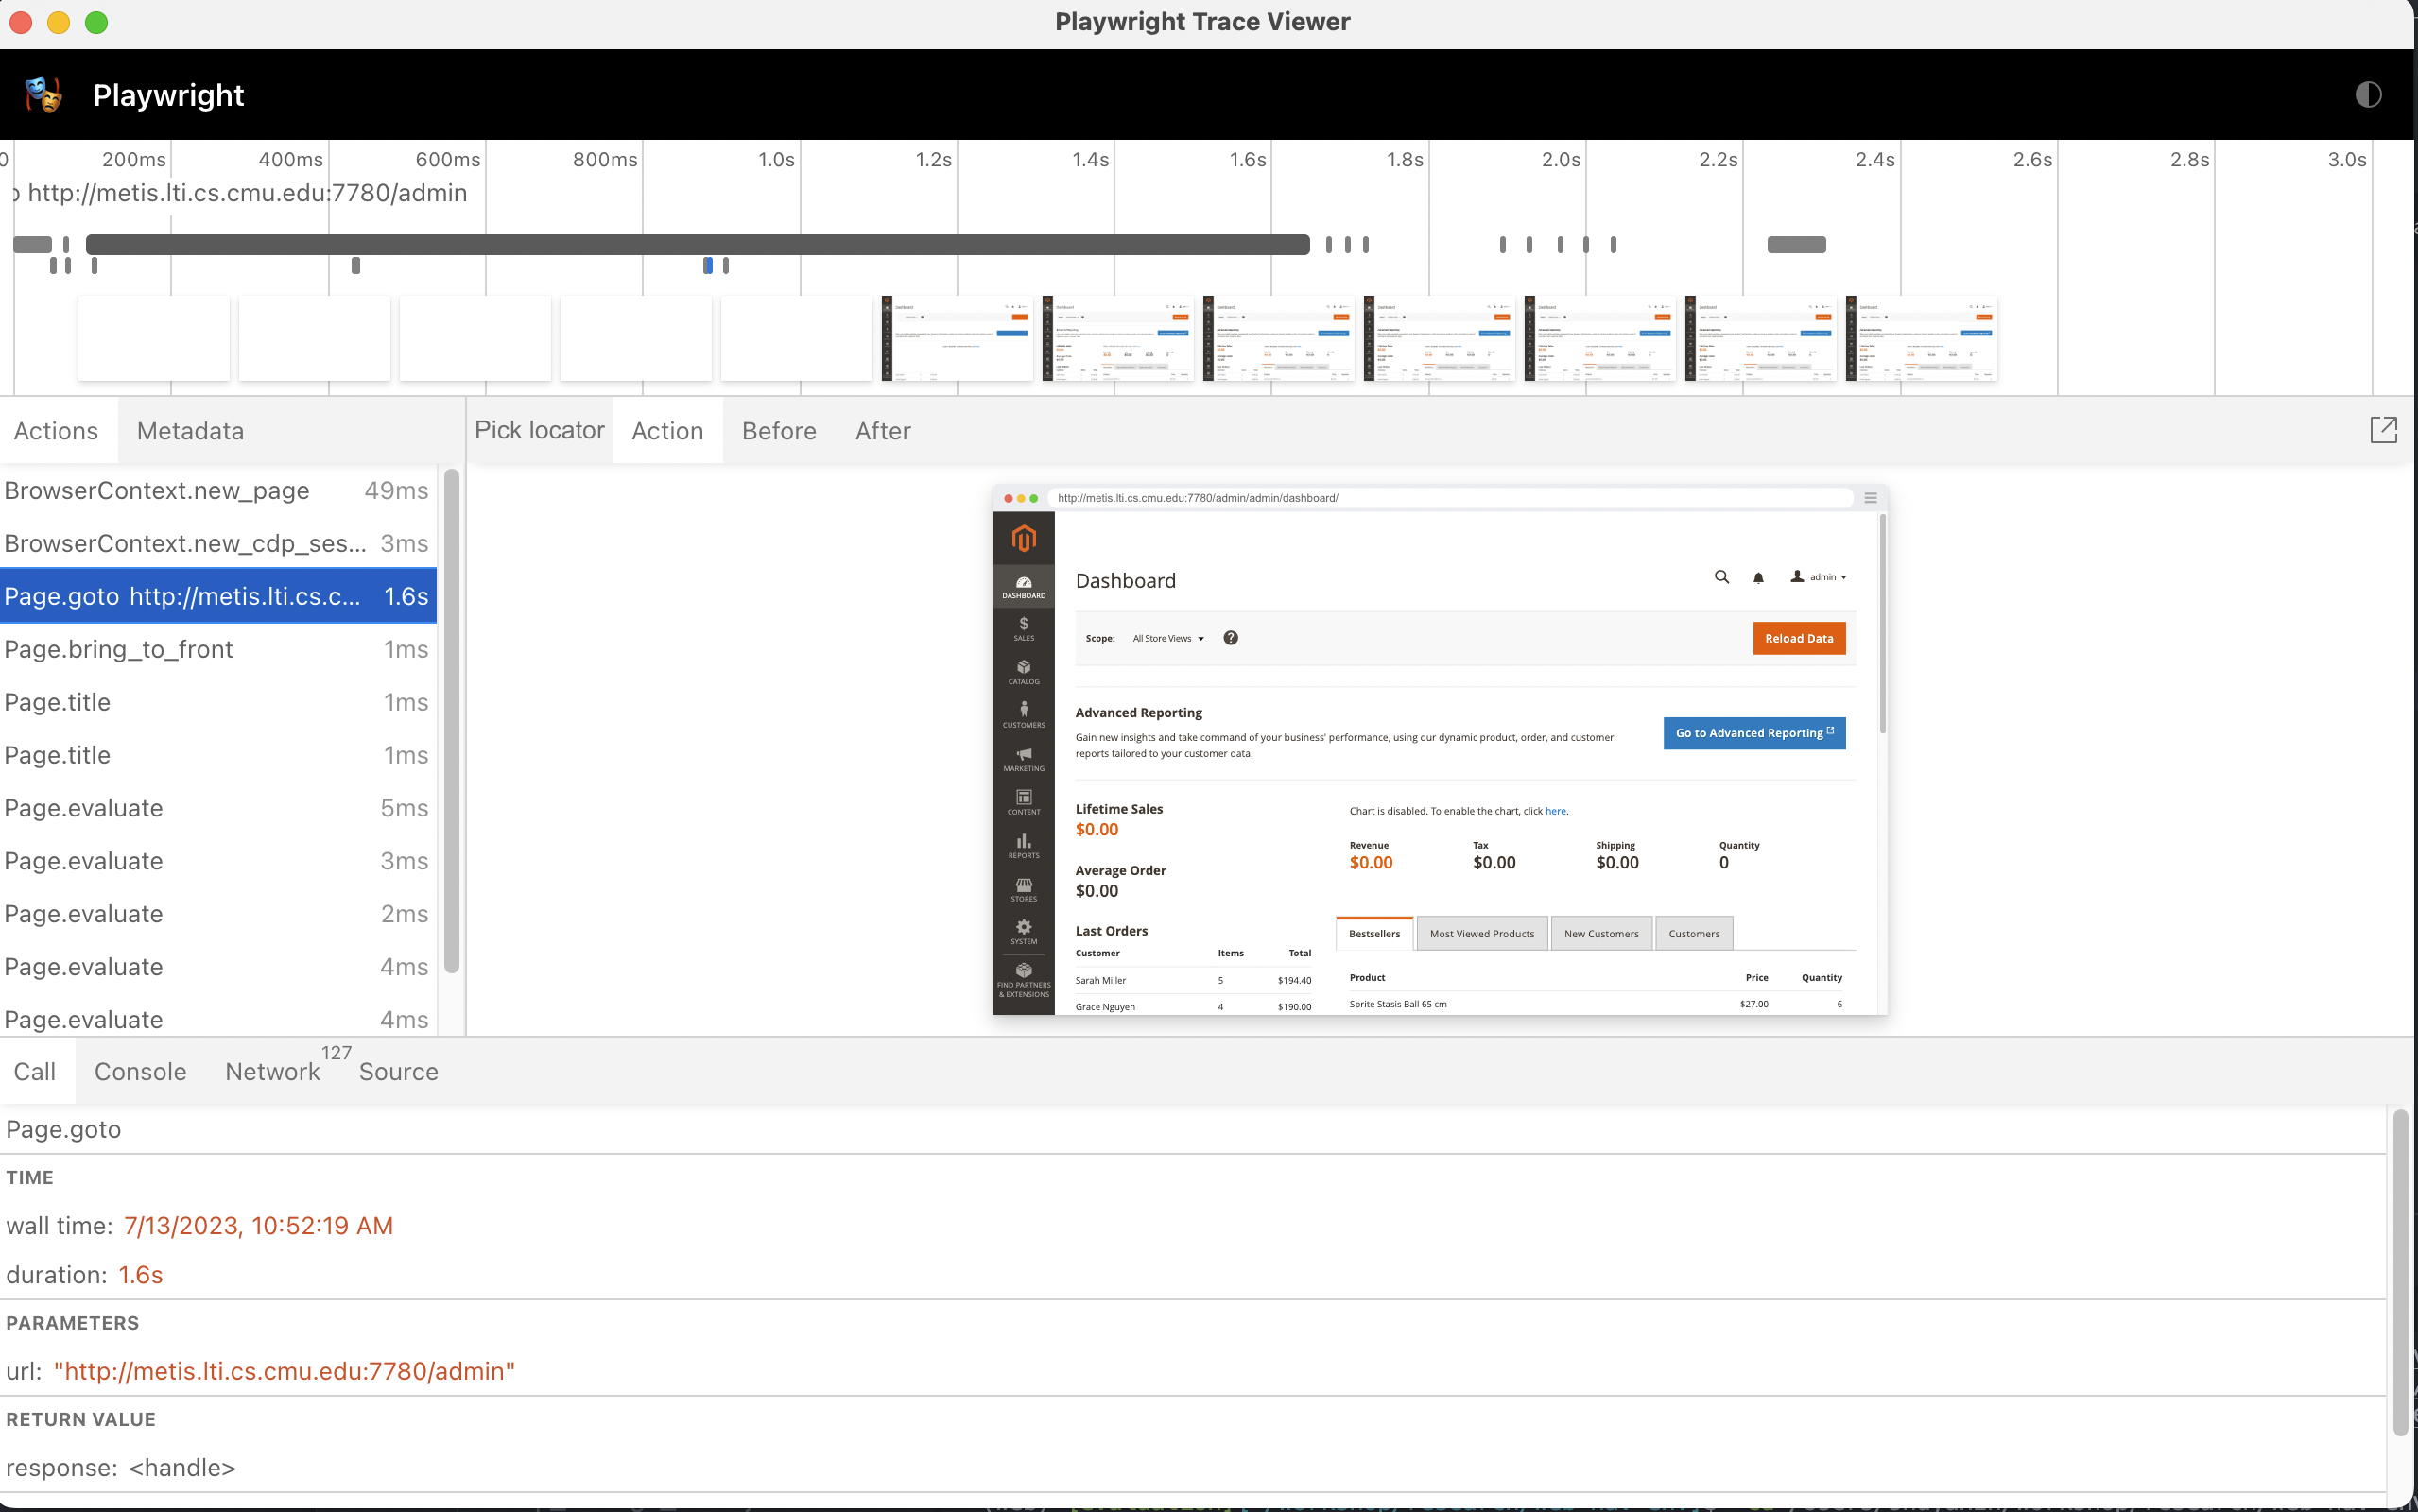 Playwright Trace Viewer
Playwright
0 200ms 400ms 600ms 800ms 1.0s 1.2s 1.4s 1.6s 1.8s 2.0s 2.2s 2.4s 2.6s 2.8s 3.0s
http://metis.lti.cs.cmu.edu:7780/admin
Actions Metadata
Pick locator Action Before After
BrowserContext.new_page 49ms
BrowserContext.new_cdp_ses... 3ms
Page.goto http://metis.lti.cs.c... 1.6s
Page.bring_to_front 1ms
Page.title 1ms
Page.title 1ms
Page.evaluate 5ms
Page.evaluate 3ms
Page.evaluate 2ms
Page.evaluate 4ms
Page.evaluate 4ms
http://metis.lti.cs.cmu.edu:7780/admin/admin/dashboard/
DASHBOARD
SALES
CATALOG
CUSTOMERS
MARKETING
CONTENT
REPORTS
STORES
SYSTEM
FIND PARTNERS
& EXTENSIONS
Dashboard
admin
Scope: All Store Views ?
Reload Data
Advanced Reporting
Gain new insights and take command of your business' performance, using our dynamic product, order, and customer
reports tailored to your customer data.
Go to Advanced Reporting
Lifetime Sales
$0.00
Average Order
$0.00
Last Orders
Customer Items Total
Sarah Miller 5 $194.40
Grace Nguyen 4 $190.00
Chart is disabled. To enable the chart, click here.
Revenue Tax Shipping Quantity
$0.00 $0.00 $0.00 0
Bestsellers Most Viewed Products New Customers Customers
Product Price Quantity
Sprite Stasis Ball 65 cm $27.00 6
Call Console Network 127 Source
Page.goto
TIME
wall time: 7/13/2023, 10:52:19 AM
duration: 1.6s
PARAMETERS
url: "http://metis.lti.cs.cmu.edu:7780/admin"
RETURN VALUE
response: <handle>